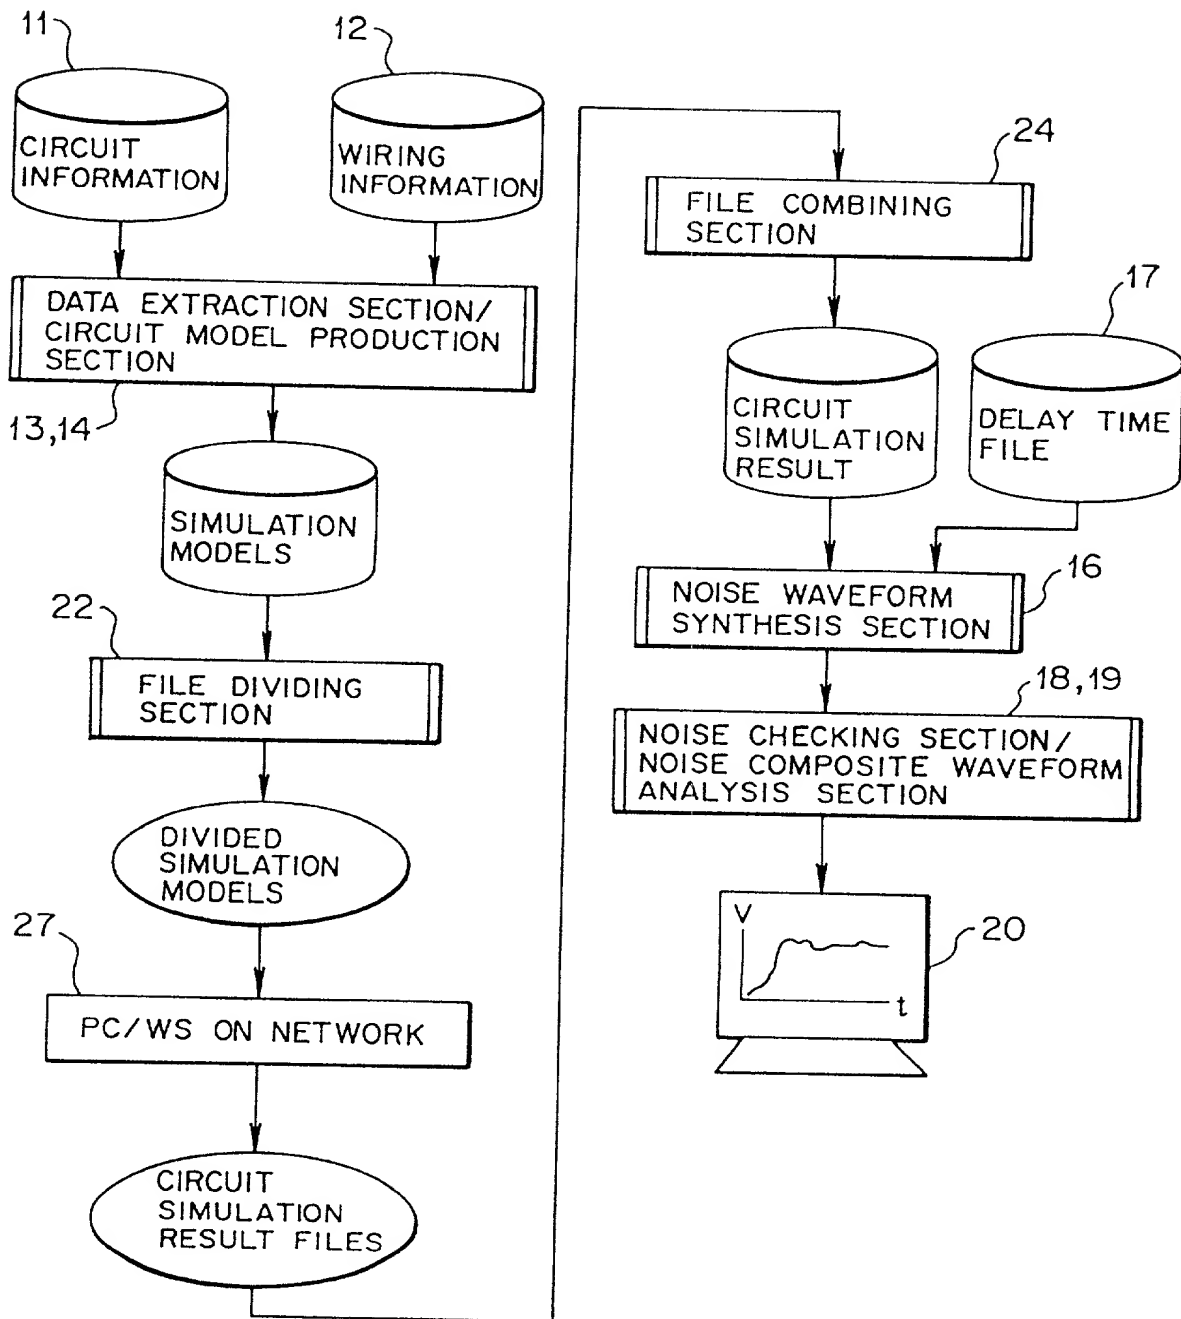 11
12
CIRCUIT
INFORMATION
WIRING
INFORMATION
DATA EXTRACTION SECTION/
CIRCUIT MODEL PRODUCTION
SECTION
13,14
SIMULATION
MODELS
22
FILE DIVIDING
SECTION
DIVIDED
SIMULATION
MODELS
27
PC/WS ON NETWORK
CIRCUIT
SIMULATION
RESULT FILES
24
FILE COMBINING
SECTION
17
CIRCUIT
SIMULATION
RESULT
DELAY TIME
FILE
16
NOISE WAVEFORM
SYNTHESIS SECTION
18,19
NOISE CHECKING SECTION/
NOISE COMPOSITE WAVEFORM
ANALYSIS SECTION
V
20
t